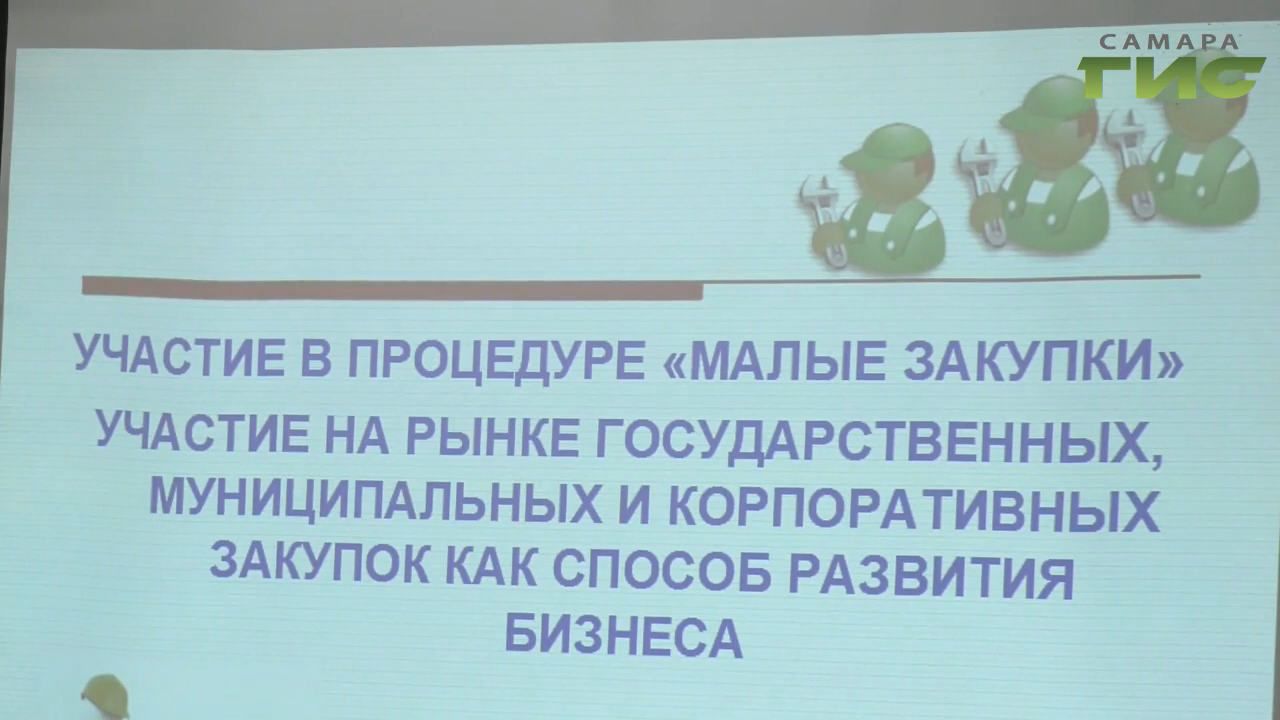 САМАРА
ГИС
УЧАСТИЕ В ПРОЦЕДУРЕ «МАЛЫЕ ЗАКУПКИ»
УЧАСТИЕ НА РЫНКЕ ГОСУДАРСТВЕННЫХ,
МУНИЦИПАЛЬНЫХ И КОРПОРАТИВНЫХ
ЗАКУПОК КАК СПОСОБ РАЗВИТИЯ
БИЗНЕСА